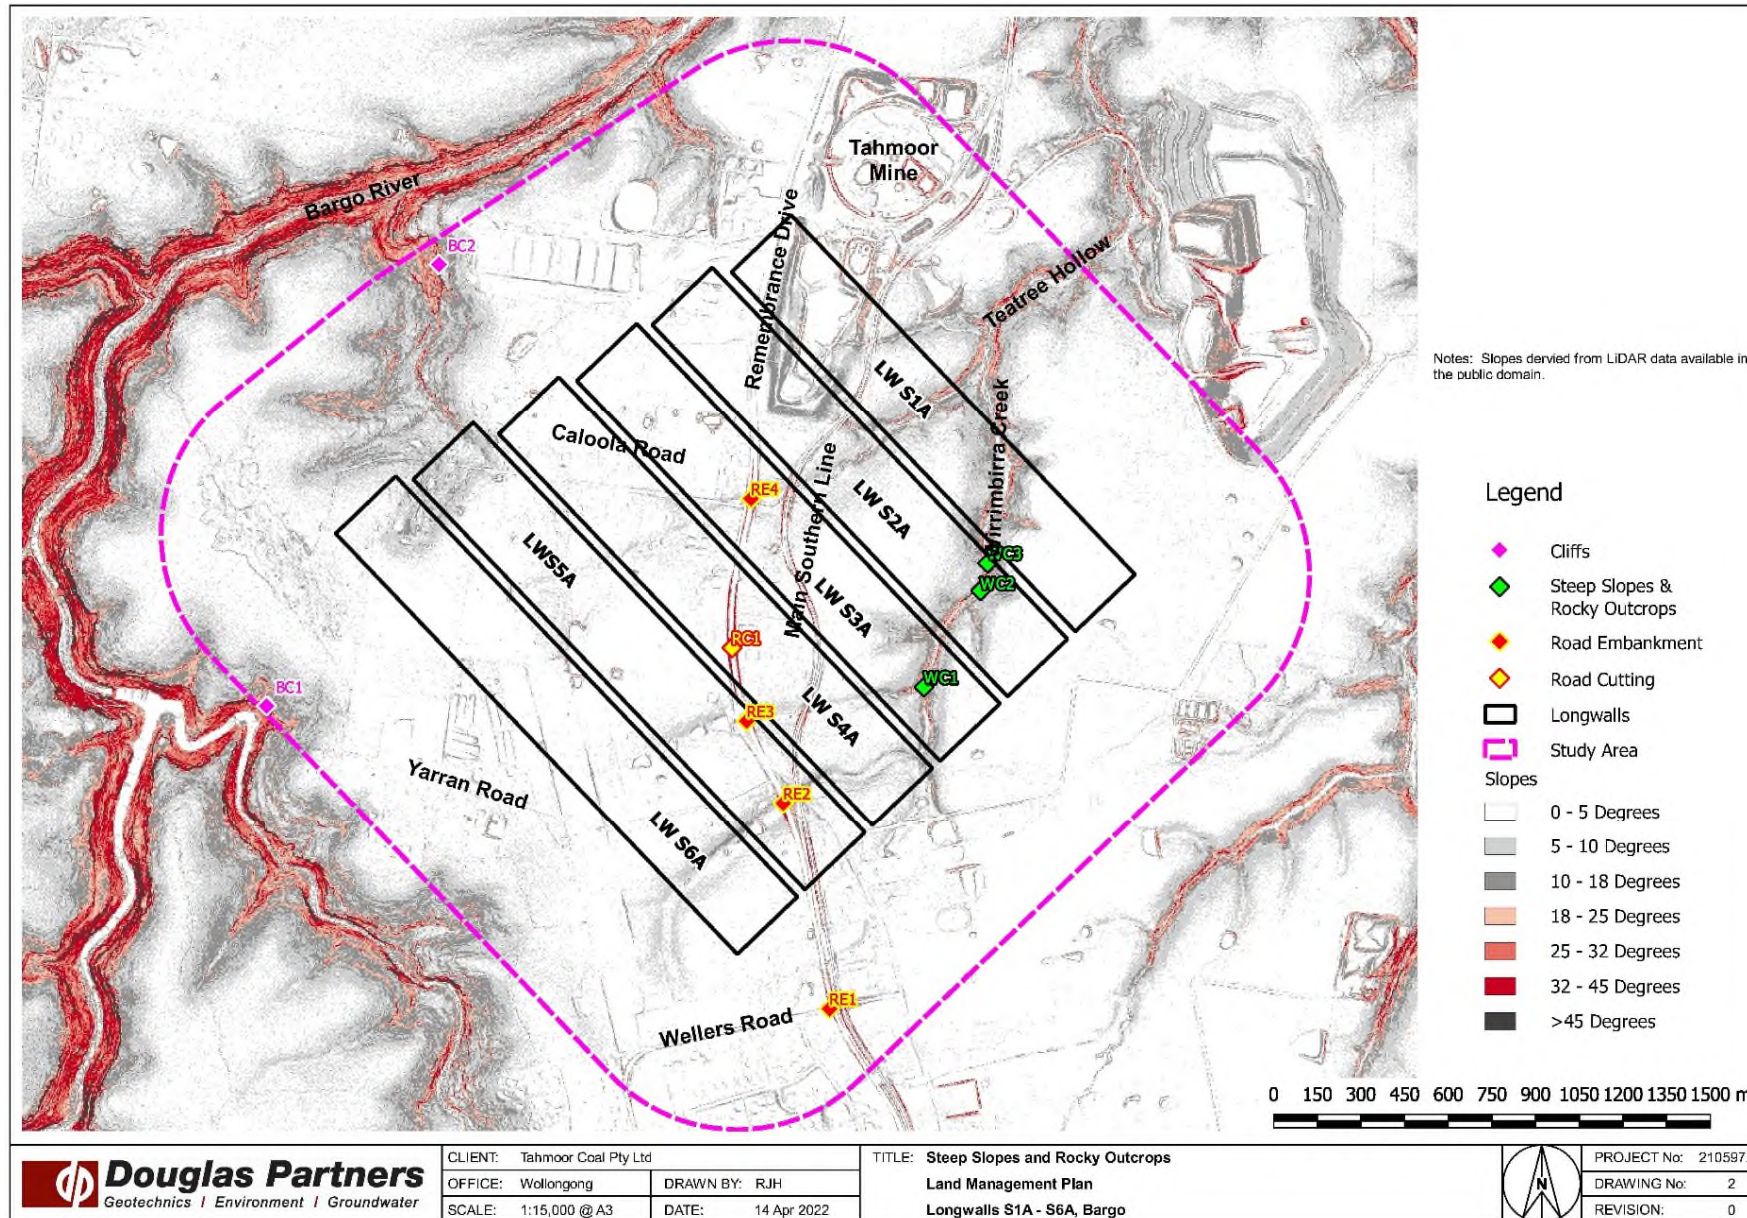 Tahmoor
Mine
Bargo River
BC2
Remembrance Drive
Teatree Hollow
LW S1A
Wirrimbirra Creek
Caloola Road
RE4
Main Southern Line
LW S2A
LWS5A
WC3
WC2
LW S3A
RC1
WC1
BC1
RE3
LW S4A
Yarran Road
RE2
LW S6A
RE1
Wellers Road
Notes: Slopes dervied from LiDAR data available in
the public domain.
Legend
Cliffs
Steep Slopes &
Rocky Outcrops
Road Embankment
Road Cutting
Longwalls
Study Area
Slopes
0 - 5 Degrees
5 - 10 Degrees
10 - 18 Degrees
18 - 25 Degrees
25 - 32 Degrees
32 - 45 Degrees
>45 Degrees
0 150 300 450 600 750 900 1050 1200 1350 1500 m
Douglas Partners
Geotechnics | Environment | Groundwater
CLIENT: Tahmoor Coal Pty Ltd
OFFICE: Wollongong
DRAWN BY: RJH
SCALE: 1:15,000 @ A3
DATE: 14 Apr 2022
TITLE: Steep Slopes and Rocky Outcrops
Land Management Plan
Longwalls S1A - S6A, Bargo
N
PROJECT No: 210597.
DRAWING No: 2
REVISION: 0